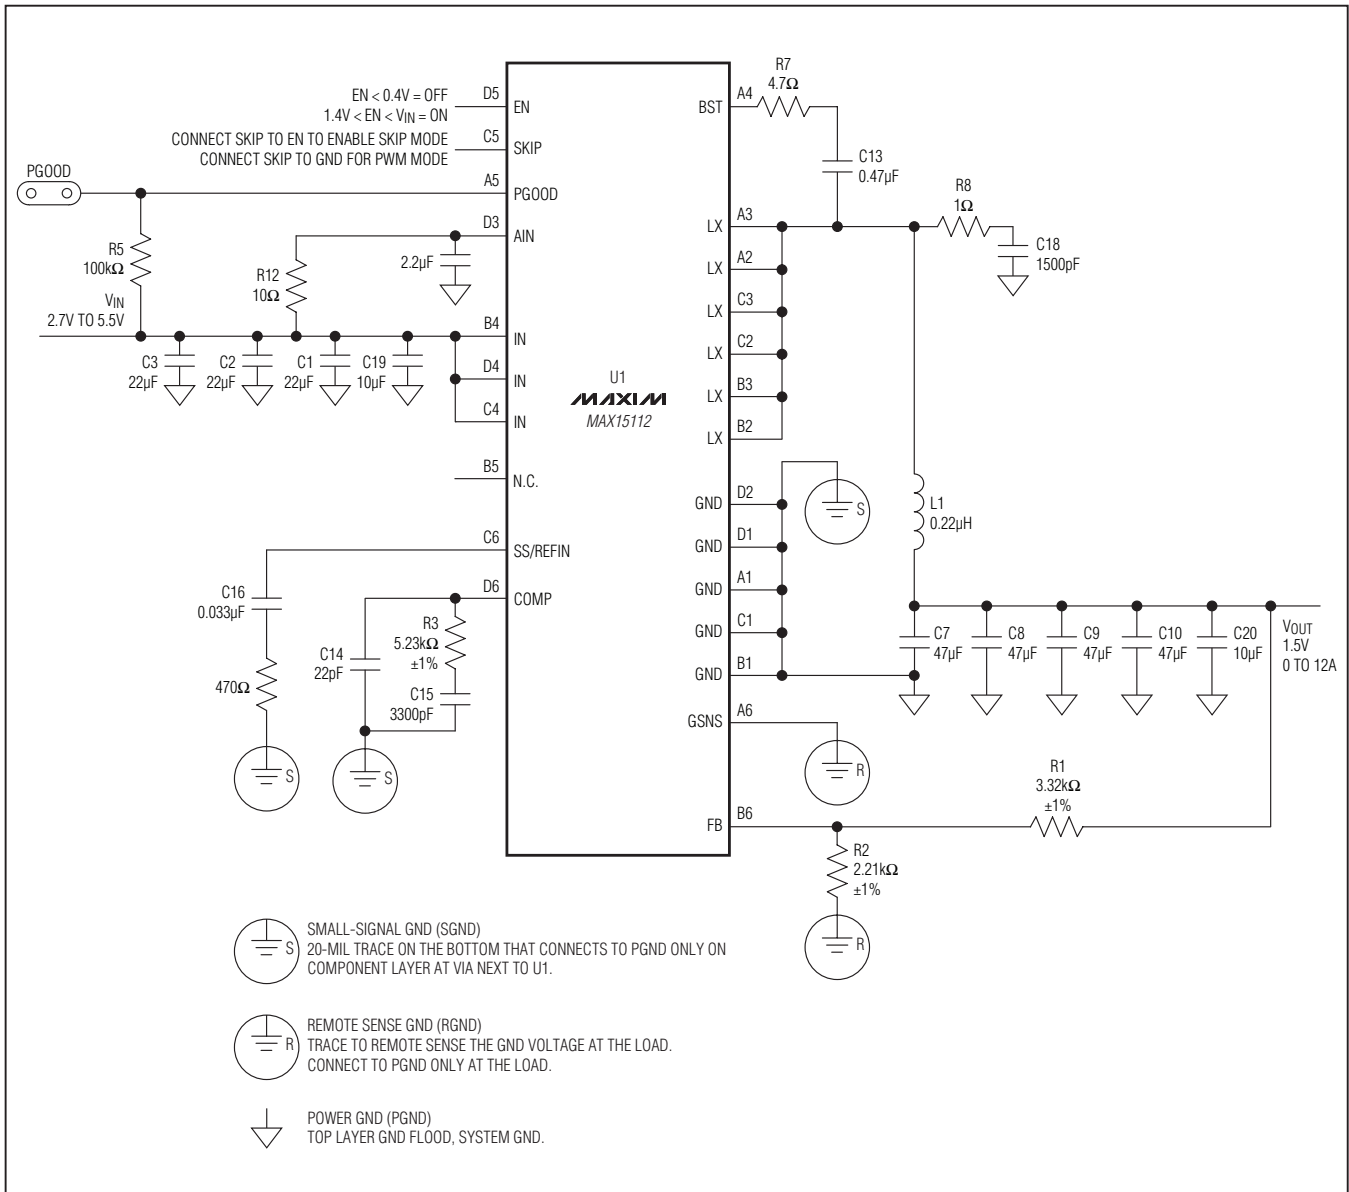 EN < 0.4V = OFF
1.4V < EN < VIN = ON
D5
EN
CONNECT SKIP TO EN TO ENABLE SKIP MODE
CONNECT SKIP TO GND FOR PWM MODE
C5
SKIP
PGOOD
A5
PGOOD
D3
AIN
R5
100kΩ
R12
10Ω
2.2µF
VIN
2.7V TO 5.5V
B4
IN
D4
IN
C4
IN
C3
22µF
C2
22µF
C1
22µF
C19
10µF
B5
N.C.
C6
SS/REFIN
C16
0.033µF
470Ω
S
D6
COMP
R3
5.23kΩ
±1%
C14
22pF
C15
3300pF
S
U1
MAXIM
MAX15112
BST
A4
R7
4.7Ω
C13
0.47µF
LX
A3
R8
1Ω
C18
1500pF
LX
A2
LX
C3
LX
C2
LX
B3
LX
B2
GND
D2
S
GND
D1
GND
A1
GND
C1
GND
B1
L1
0.22µH
C7
47µF
C8
47µF
C9
47µF
C10
47µF
C20
10µF
VOUT
1.5V
0 TO 12A
GSNS
A6
R
FB
B6
R1
3.32kΩ
±1%
R2
2.21kΩ
±1%
R
S
SMALL-SIGNAL GND (SGND)
20-MIL TRACE ON THE BOTTOM THAT CONNECTS TO PGND ONLY ON
COMPONENT LAYER AT VIA NEXT TO U1.
R
REMOTE SENSE GND (RGND)
TRACE TO REMOTE SENSE THE GND VOLTAGE AT THE LOAD.
CONNECT TO PGND ONLY AT THE LOAD.
POWER GND (PGND)
TOP LAYER GND FLOOD, SYSTEM GND.